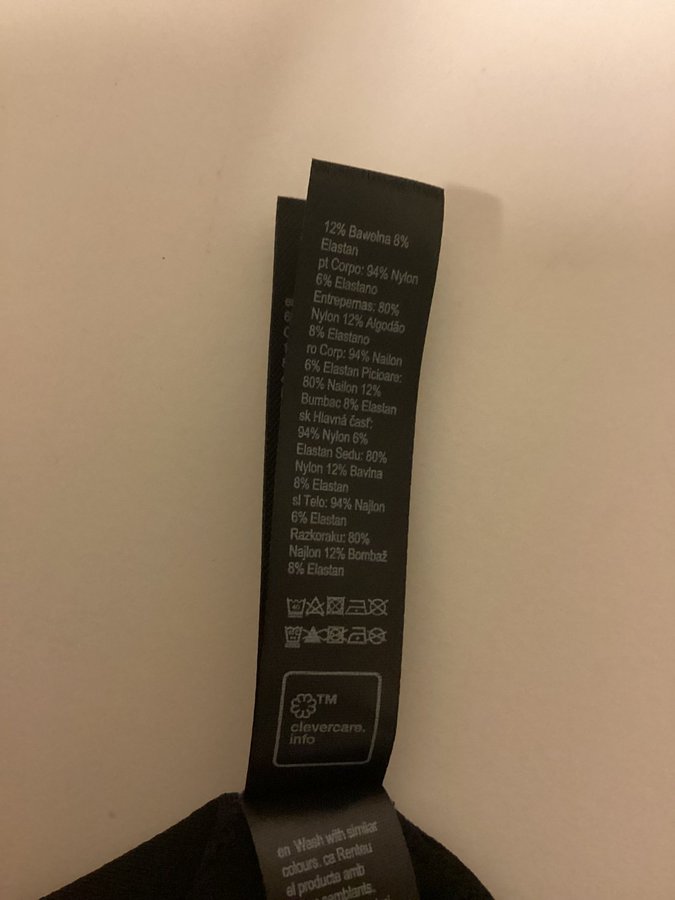 12% Bawełna 8%
Elastan
pt Corpo: 94% Nylon
6% Elastano
Entrepernas: 80%
Nylon 12% Algodão
8% Elastano
ro Corp: 94% Nailon
6% Elastan Picioare:
80% Nailon 12%
Bumbac 8% Elastan
sk Hlavná časť:
94% Nylon 6%
Elastan Sedu: 80%
Nylon 12% Bavlna
8% Elastan
sl Telo: 94% Najlon
6% Elastan
Razkoraku: 80%
Najlon 12% Bombaž
8% Elastan
TM
clevercare.
info
en Wash with similar
colours. ca Renteu
el producte amb